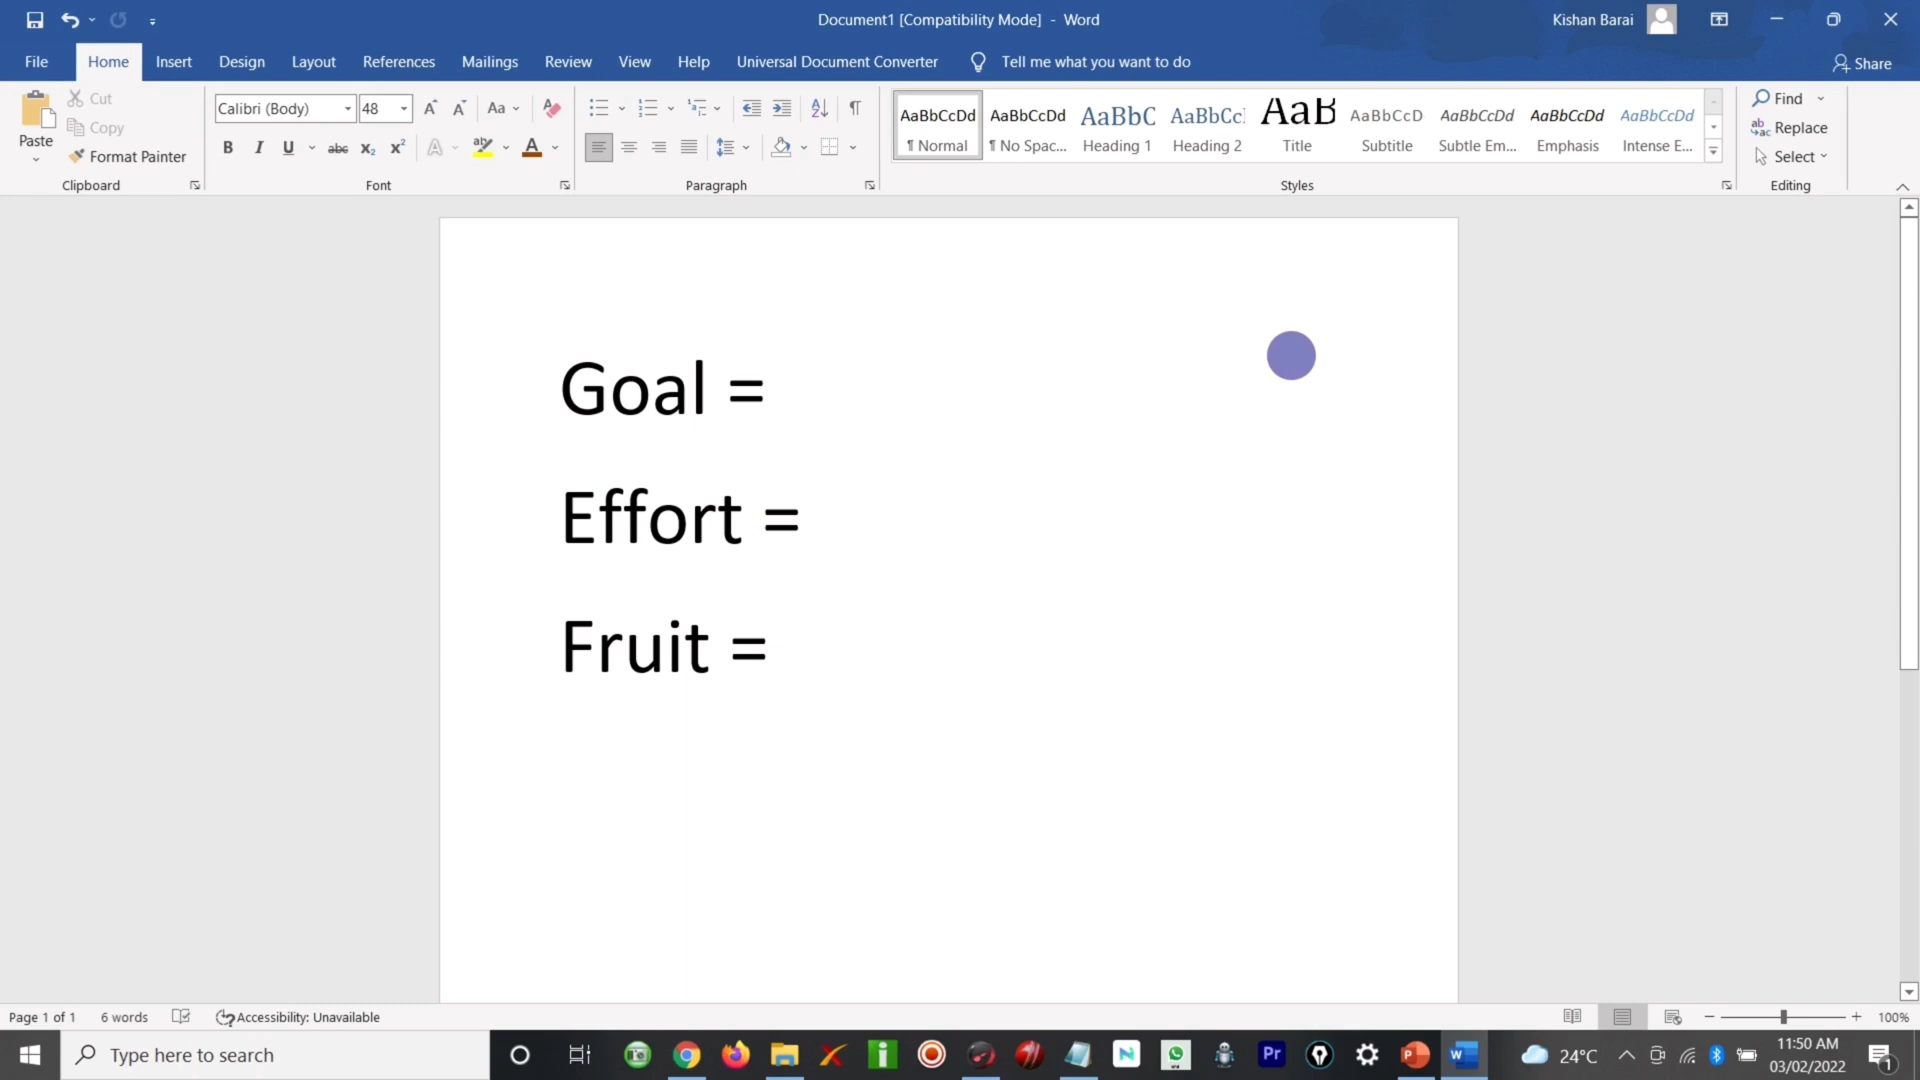 Document1 [Compatibility Mode] - Word
Kishan Barai
File Home Insert Design Layout References Mailings Review View Help Universal Document Converter Tell me what you want to do Share
Paste
Cut
Copy
Format Painter
Clipboard
Calibri (Body) 48
Font
Paragraph
AaBbCcDd AaBbCcDd AaBbC AaBbCc AaB AaBbCcD AaBbCcDd AaBbCcDd AaBbCcDd
¶ Normal ¶ No Spac... Heading 1 Heading 2 Title Subtitle Subtle Em... Emphasis Intense E...
Styles
Find
Replace
Select
Editing
Goal =
Effort =
Fruit =
Page 1 of 1 6 words Accessibility: Unavailable 100%
Type here to search
24°C
11:50 AM
03/02/2022
1